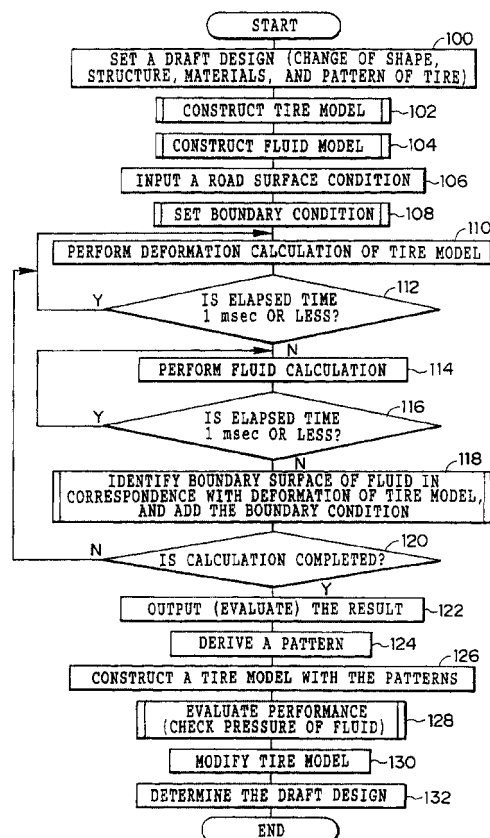 START
100
SET A DRAFT DESIGN (CHANGE OF SHAPE,
STRUCTURE, MATERIALS, AND PATTERN OF TIRE)
CONSTRUCT TIRE MODEL
102
CONSTRUCT FLUID MODEL
104
INPUT A ROAD SURFACE CONDITION
106
SET BOUNDARY CONDITION
108
110
PERFORM DEFORMATION CALCULATION OF TIRE MODEL
112
Y
IS ELAPSED TIME
1 msec OR LESS?
N
PERFORM FLUID CALCULATION
114
116
Y
IS ELAPSED TIME
1 msec OR LESS?
N
118
IDENTIFY BOUNDARY SURFACE OF FLUID IN
CORRESPONDENCE WITH DEFORMATION OF TIRE MODEL,
AND ADD THE BOUNDARY CONDITION
120
N
IS CALCULATION COMPLETED?
Y
OUTPUT (EVALUATE) THE RESULT
122
DERIVE A PATTERN
124
126
CONSTRUCT A TIRE MODEL WITH THE PATTERNS
EVALUATE PERFORMANCE
(CHECK PRESSURE OF FLUID)
128
MODIFY TIRE MODEL
130
DETERMINE THE DRAFT DESIGN
132
END